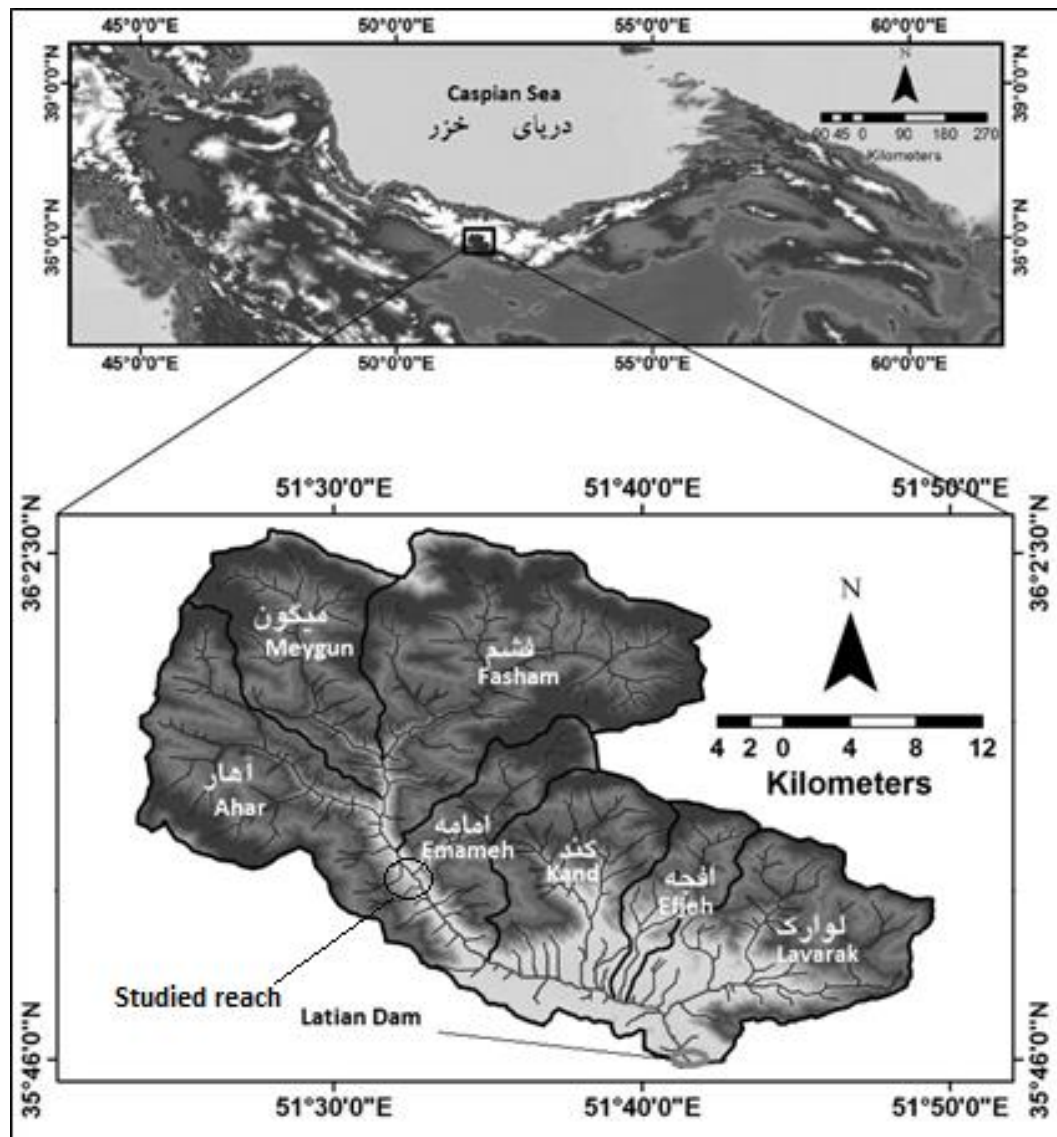 45°0'0"E 50°0'0"E 55°0'0"E 60°0'0"E
39°0'0"N
36°0'0"N
Caspian Sea
دریای خزر
N
90 45 0 90 180 270
Kilometers
39°0'0"N
36°0'0"N
45°0'0"E 50°0'0"E 55°0'0"E 60°0'0"E
51°30'0"E 51°40'0"E 51°50'0"E
36°2'30"N
36°2'30"N
میگون
Meygun
فشم
Fasham
N
4 2 0 4 8 12
Kilometers
آهار
Ahar
امامه
Emameh
کند
Kand
افجه
Efjeh
لوارک
Lavarak
Studied reach
Latian Dam
35°46'0"N
35°46'0"N
51°30'0"E 51°40'0"E 51°50'0"E